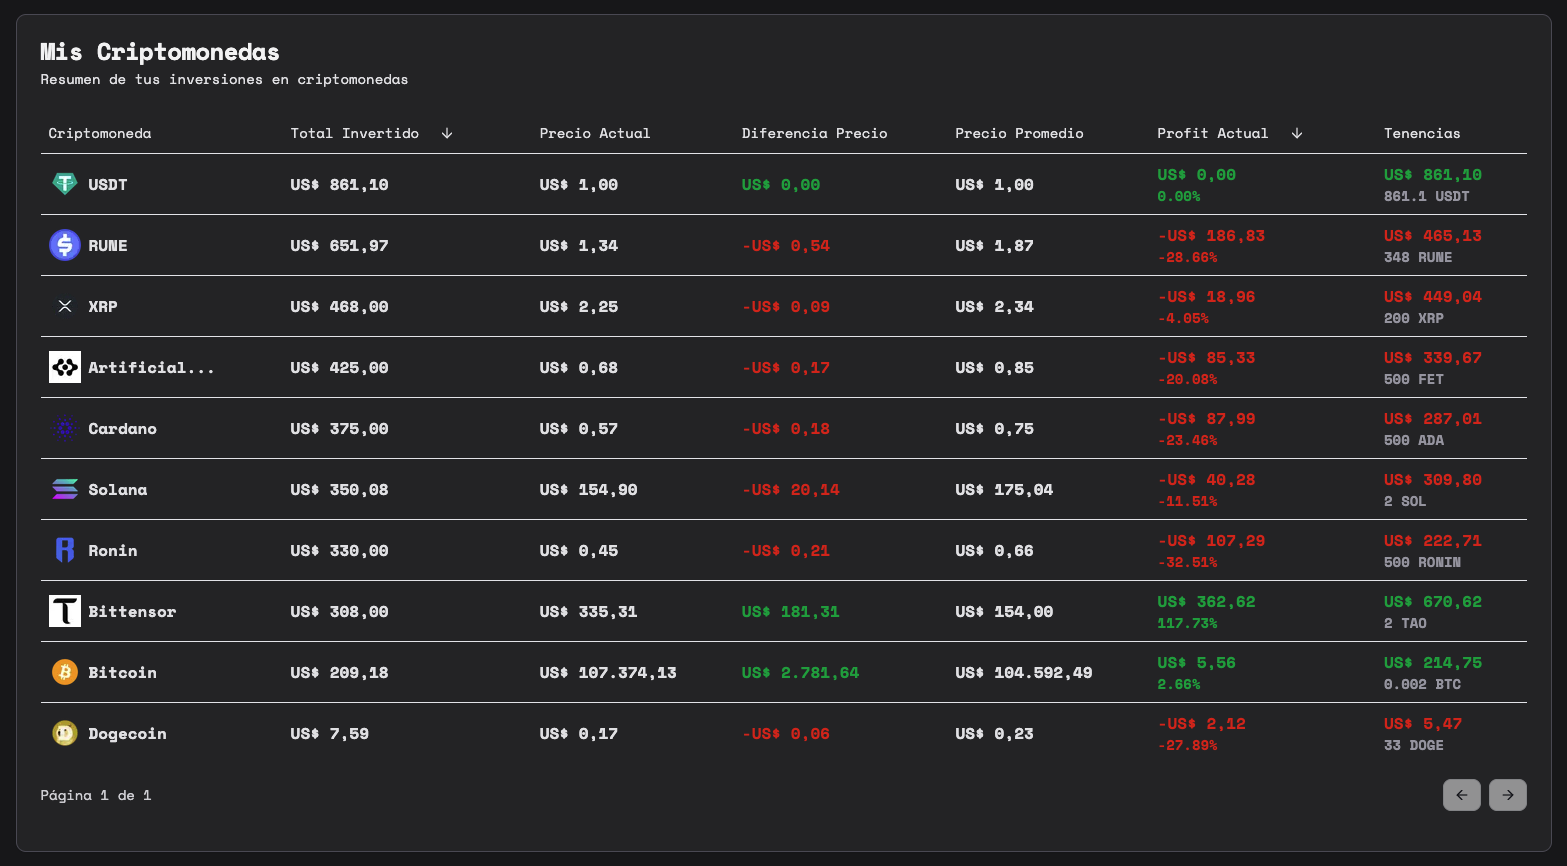 Mis Criptomonedas
Resumen de tus inversiones en criptomonedas
Criptomoneda Total Invertido ↓ Precio Actual Diferencia Precio Precio Promedio Profit Actual ↓ Tenencias
USDT US$ 861,10 US$ 1,00 US$ 0,00 US$ 1,00 US$ 0,00 US$ 861,10
0.00% 861.1 USDT
RUNE US$ 651,97 US$ 1,34 -US$ 0,54 US$ 1,87 -US$ 186,83 US$ 465,13
-28.66% 348 RUNE
XRP US$ 468,00 US$ 2,25 -US$ 0,09 US$ 2,34 -US$ 18,96 US$ 449,04
-4.05% 200 XRP
Artificial... US$ 425,00 US$ 0,68 -US$ 0,17 US$ 0,85 -US$ 85,33 US$ 339,67
-20.08% 500 FET
Cardano US$ 375,00 US$ 0,57 -US$ 0,18 US$ 0,75 -US$ 87,99 US$ 287,01
-23.46% 500 ADA
Solana US$ 350,08 US$ 154,90 -US$ 20,14 US$ 175,04 -US$ 40,28 US$ 309,80
-11.51% 2 SOL
Ronin US$ 330,00 US$ 0,45 -US$ 0,21 US$ 0,66 -US$ 107,29 US$ 222,71
-32.51% 500 RONIN
Bittensor US$ 308,00 US$ 335,31 US$ 181,31 US$ 154,00 US$ 362,62 US$ 670,62
117.73% 2 TAO
Bitcoin US$ 209,18 US$ 107.374,13 US$ 2.781,64 US$ 104.592,49 US$ 5,56 US$ 214,75
2.66% 0.002 BTC
Dogecoin US$ 7,59 US$ 0,17 -US$ 0,06 US$ 0,23 -US$ 2,12 US$ 5,47
-27.89% 33 DOGE
Página 1 de 1 ← →